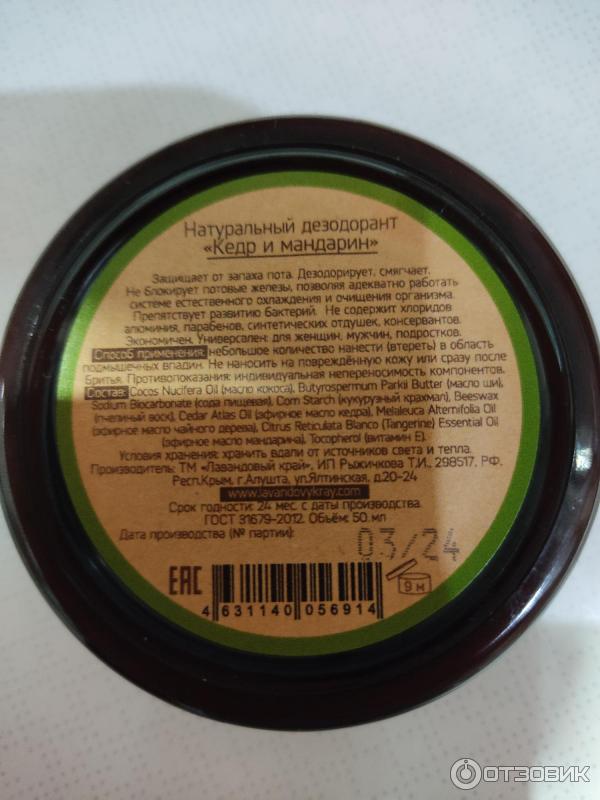 Натуральный дезодорант
«Кедр и мандарин»
Защищает от запаха пота. Дезодорирует, смягчает.
Не блокирует потовые железы, позволяя адекватно работать
системе естественного охлаждения и очищения организма.
Препятствует развитию бактерий. Не содержит хлоридов
алюминия, парабенов, синтетических отдушек, консервантов.
Экономичен. Универсален: для женщин, мужчин, подростков.
Способ применения: небольшое количество нанести (втереть) в область
подмышечных впадин. Не наносить на повреждённую кожу или сразу после
бритья. Противопоказания: индивидуальная непереносимость компонентов.
Состав: Cocos Nucifera Oil (масло кокоса), Butyrospermum Parkii Butter (масло ши),
Sodium Biocarbonate (сода пищевая), Corn Starch (кукурузный крахмал), Beeswax
(пчелиный воск), Cedar Atlas Oil (эфирное масло кедра), Melaleuca Alternifolia Oil
(эфирное масло чайного дерева), Citrus Reticulata Blanco (Tangerine) Essential Oil
(эфирное масло мандарина), Tocopherol (витамин Е).
Условия хранения: хранить вдали от источников света и тепла.
Производитель: ТМ «Лавандовый край», ИП Рыжичкова Т.И., 298517, РФ,
Респ.Крым, г.Алушта, ул.Ялтинская, д.20-24
www.lavandovykray.com
Срок годности: 24 мес. с даты производства.
ГОСТ 31679-2012. Объём: 50 мл
Дата производства (№ партии): 03/24
EAC
4 631140 056914
9 м
ОТЗОВИК